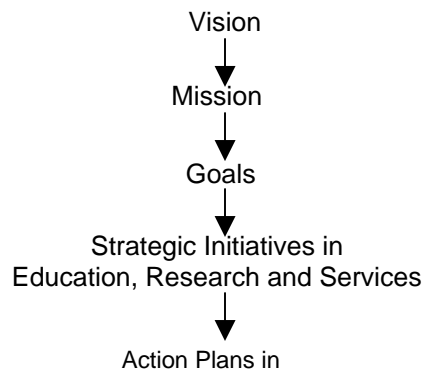 Vision
Mission
Goals
Strategic Initiatives in
Education, Research and Services
Action Plans in